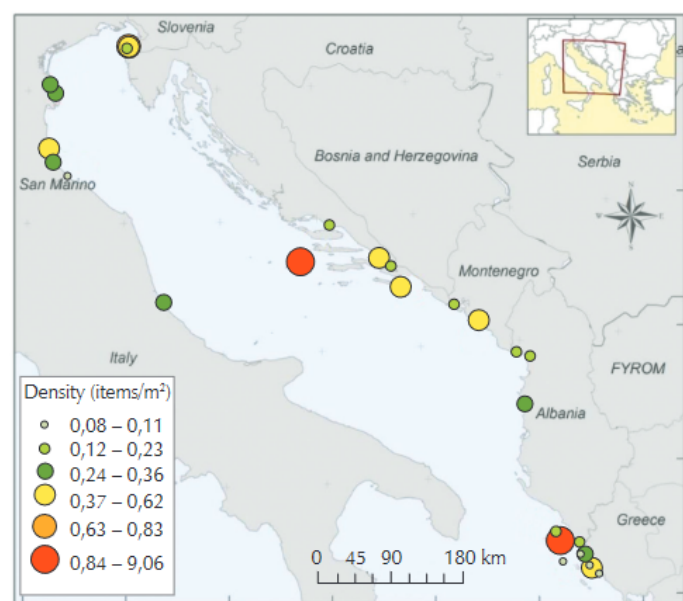 Slovenia
Croatia
Bosnia and Herzegovina
Serbia
San Marino
N
W
E
S
Montenegro
Italy
FYROM
Density (items/m²)
0,08 – 0,11
0,12 – 0,23
0,24 – 0,36
0,37 – 0,62
0,63 – 0,83
0,84 – 9,06
Albania
Greece
0 45 90 180 km